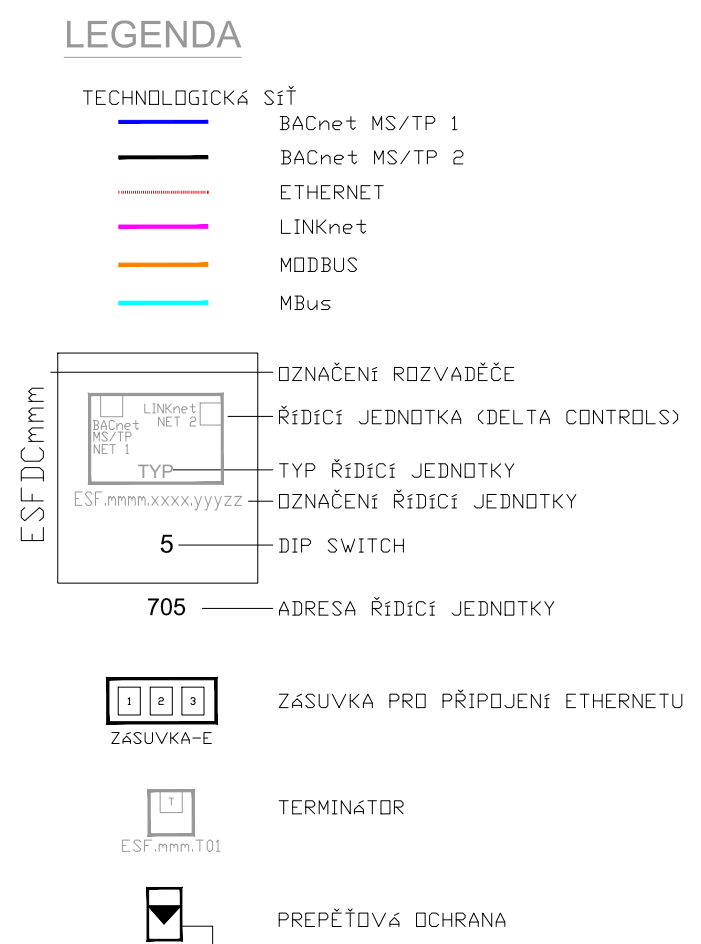 LEGENDA
TECHNOLOGICKÁ SÍŤ
BACnet MS/TP 1
BACnet MS/TP 2
ETHERNET
LINKnet
MODBUS
MBus
ESFDCmmm
OZNAČENÍ ROZVADĚČE
LINKnet
NET 2
BACnet
MS/TP
NET 1
ŘÍDÍCÍ JEDNOTKA (DELTA CONTROLS)
TYP
TYP ŘÍDÍCÍ JEDNOTKY
ESF.mmmm.xxxx.yyyzz
OZNAČENÍ ŘÍDÍCÍ JEDNOTKY
5
DIP SWITCH
705
ADRESA ŘÍDÍCÍ JEDNOTKY
1 2 3
ZÁSUVKA-E
ZÁSUVKA PRO PŘIPOJENÍ ETHERNETU
T
ESF.mmm.T01
TERMINÁTOR
PREPĚŤOVÁ OCHRANA